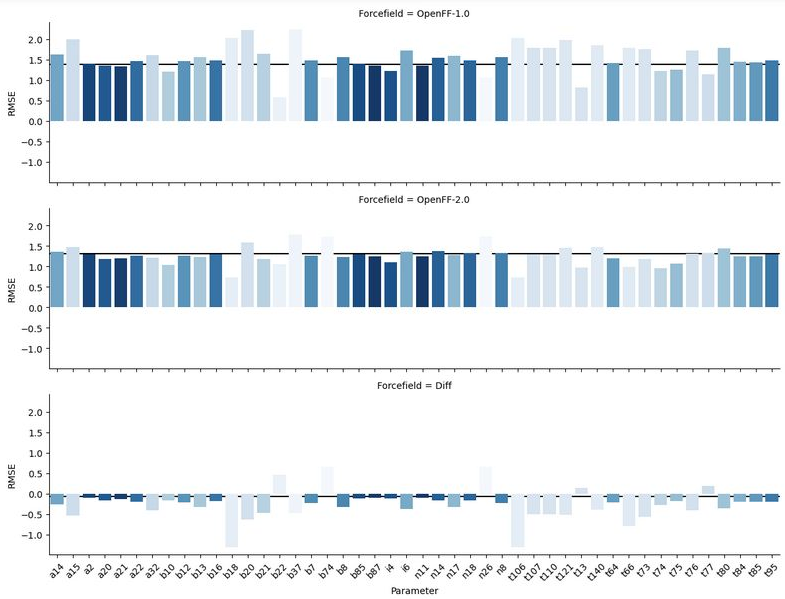 Forcefield = OpenFF-1.0
2.0
1.5
1.0
0.5
0.0
−0.5
−1.0
RMSE
Forcefield = OpenFF-2.0
2.0
1.5
1.0
0.5
0.0
−0.5
−1.0
RMSE
Forcefield = Diff
2.0
1.5
1.0
0.5
0.0
−0.5
−1.0
RMSE
a14 a15 a2 a20 a21 a22 a32 b10 b12 b13 b16 b18 b20 b21 b22 b37 b7 b74 b8 b85 b87 i4 i6 n11 n14 n17 n18 n26 n8 t106 t107 t110 t121 t13 t140 t64 t66 t73 t74 t75 t76 t77 t80 t84 t85 t95
Parameter